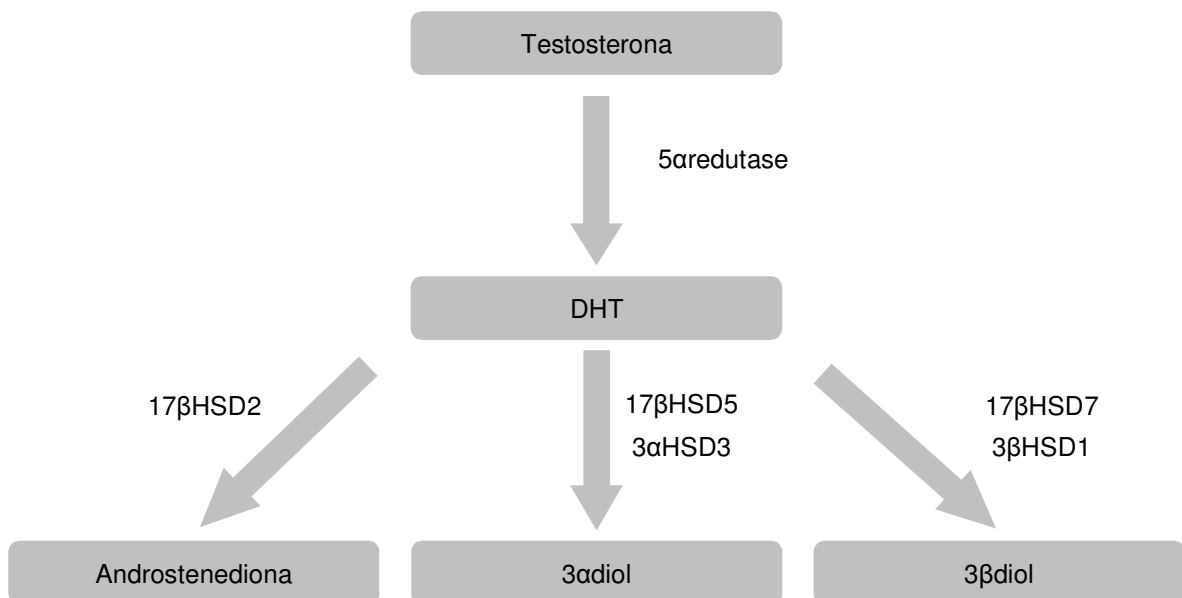 Testosterona
5αredutase
DHT
17βHSD2
17βHSD5
3αHSD3
17βHSD7
3βHSD1
Androstenediona
3αdiol
3βdiol